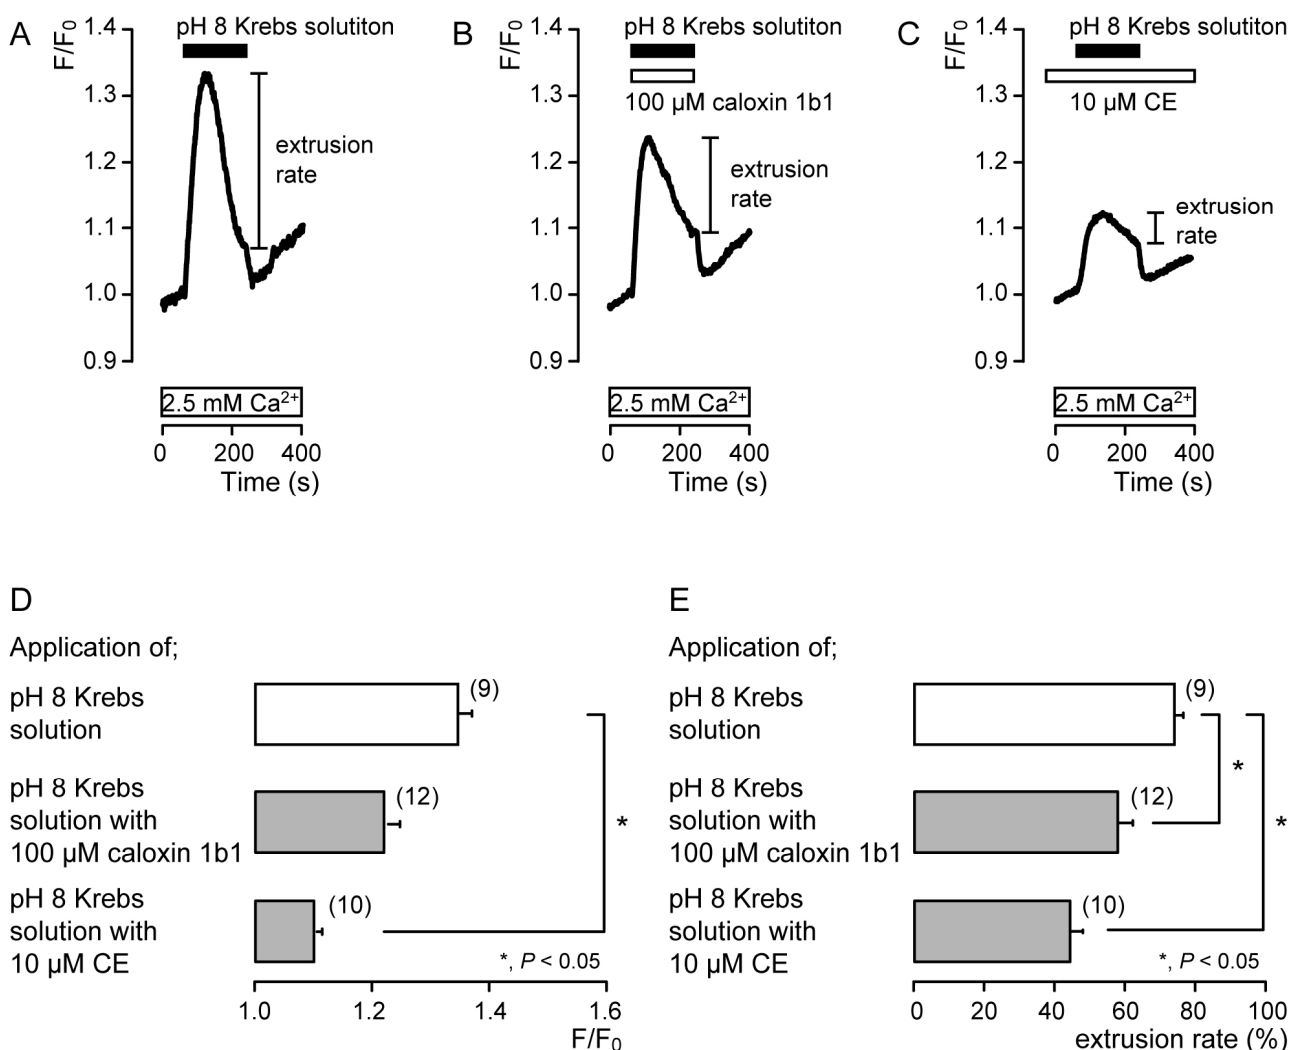 A
F/F0
pH 8 Krebs solutiton
1.4
1.3
1.2
1.1
1.0
0.9
extrusion
rate
2.5 mM Ca2+
0 200 400
Time (s)
B
F/F0
pH 8 Krebs solutiton
100 µM caloxin 1b1
1.4
1.3
1.2
1.1
1.0
0.9
extrusion
rate
2.5 mM Ca2+
0 200 400
Time (s)
C
F/F0
pH 8 Krebs solutiton
10 µM CE
1.4
1.3
1.2
1.1
1.0
0.9
extrusion
rate
2.5 mM Ca2+
0 200 400
Time (s)
D
Application of;
pH 8 Krebs
solution
(9)
pH 8 Krebs
solution with
100 µM caloxin 1b1
(12)
pH 8 Krebs
solution with
10 µM CE
(10)
*
*, P < 0.05
1.0 1.2 1.4 1.6
F/F0
E
Application of;
pH 8 Krebs
solution
(9)
pH 8 Krebs
solution with
100 µM caloxin 1b1
(12)
pH 8 Krebs
solution with
10 µM CE
(10)
*
*
*, P < 0.05
0 20 40 60 80 100
extrusion rate (%)